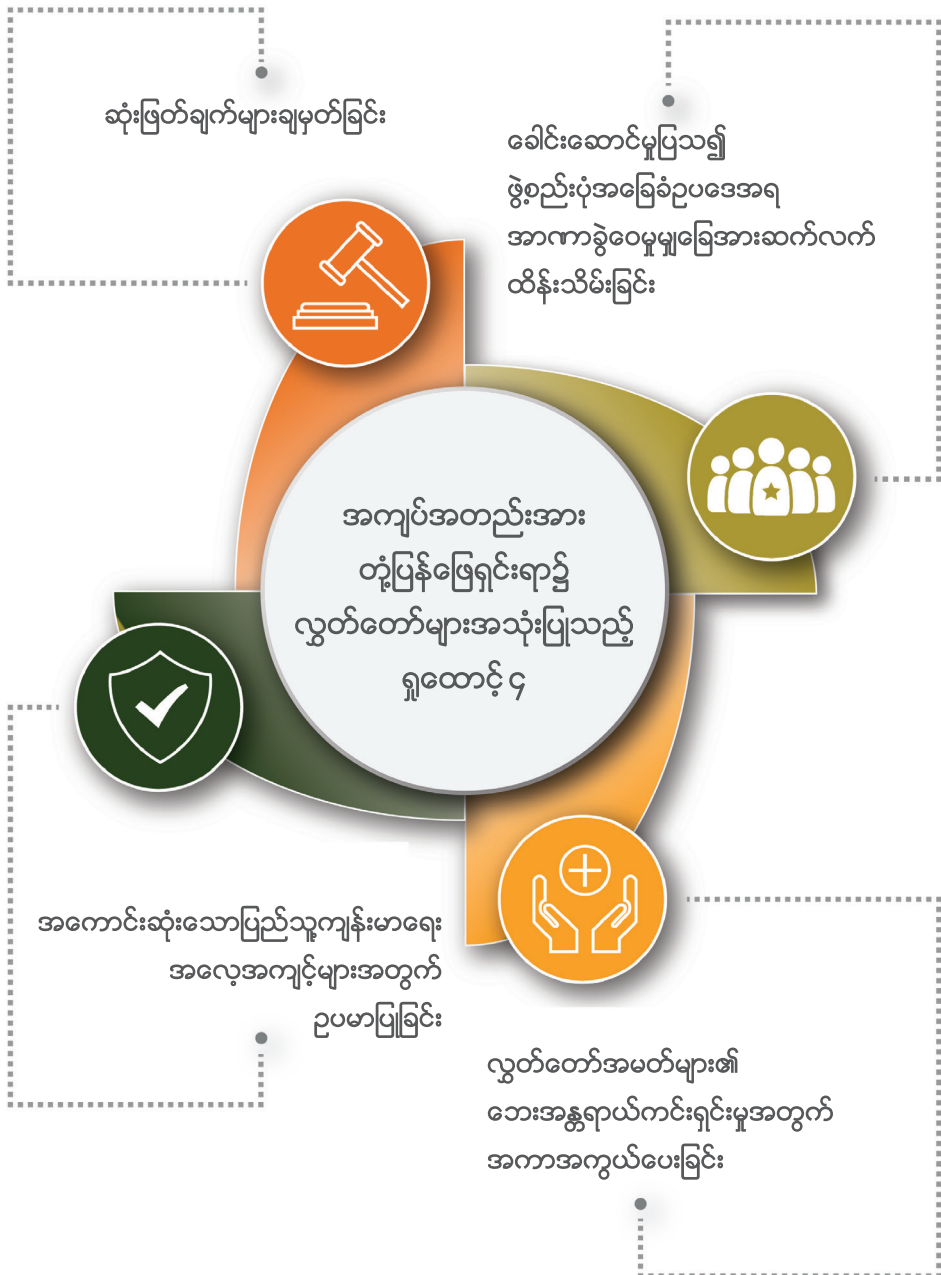 ဆုံးဖြတ်ချက်များချမှတ်ခြင်း
ခေါင်းဆောင်မှုပြသ၍
ဖွဲ့စည်းပုံအခြေခံဥပဒေအရ
အာဏာခွဲဝေမှုမျှခြေအားဆက်လက်
ထိန်းသိမ်းခြင်း
အကျပ်အတည်းအား
တုံ့ပြန်ဖြေရှင်းရာ၌
လွှတ်တော်များအသုံးပြုသည့်
ရှုထောင့် ၄
အကောင်းဆုံးသောပြည်သူ့ကျန်းမာရေး
အလေ့အကျင့်များအတွက်
ဥပမာပြုခြင်း
လွှတ်တော်အမတ်များ၏
ဘေးအန္တရာယ်ကင်းရှင်းမှုအတွက်
အကာအကွယ်ပေးခြင်း